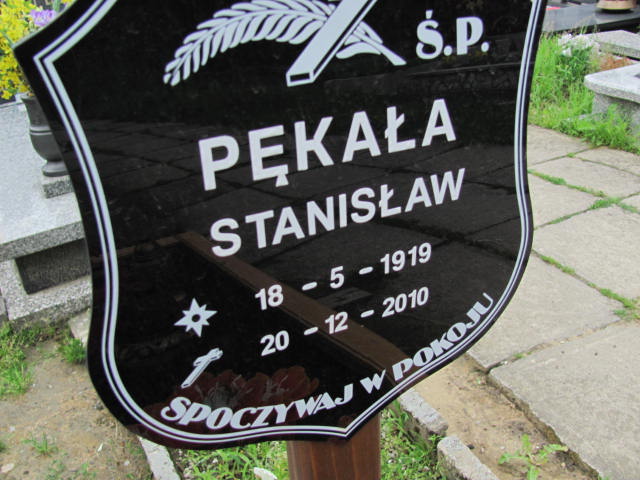 Ś.P.
PĘKAŁA
STANISŁAW
18 - 5 - 1919
20 - 12 - 2010
SPOCZYWAJ W POKOJU